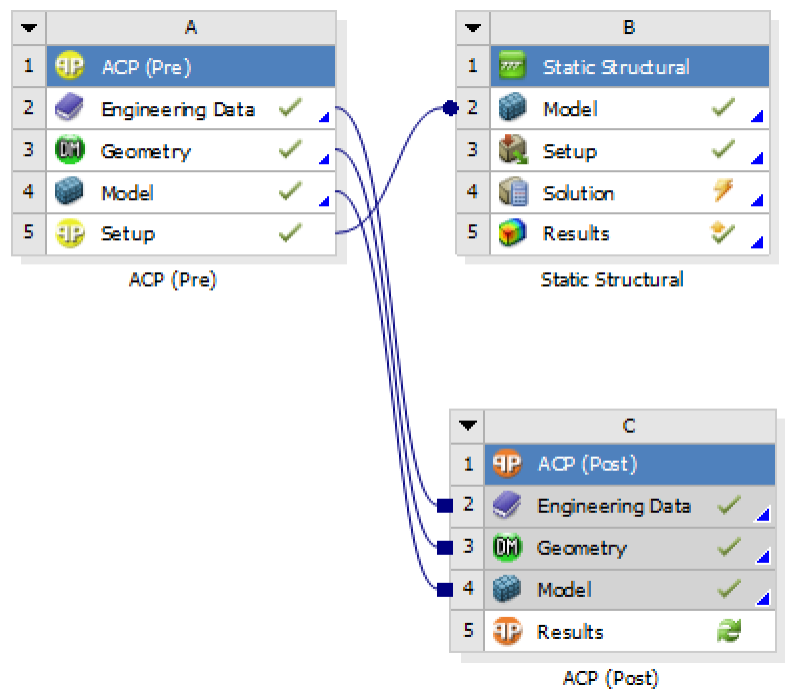 A
1 ACP (Pre)
2 Engineering Data
3 Geometry
4 Model
5 Setup
ACP (Pre)
B
1 Static Structural
2 Model
3 Setup
4 Solution
5 Results
Static Structural
C
1 ACP (Post)
2 Engineering Data
3 DM Geometry
4 Model
5 Results
ACP (Post)